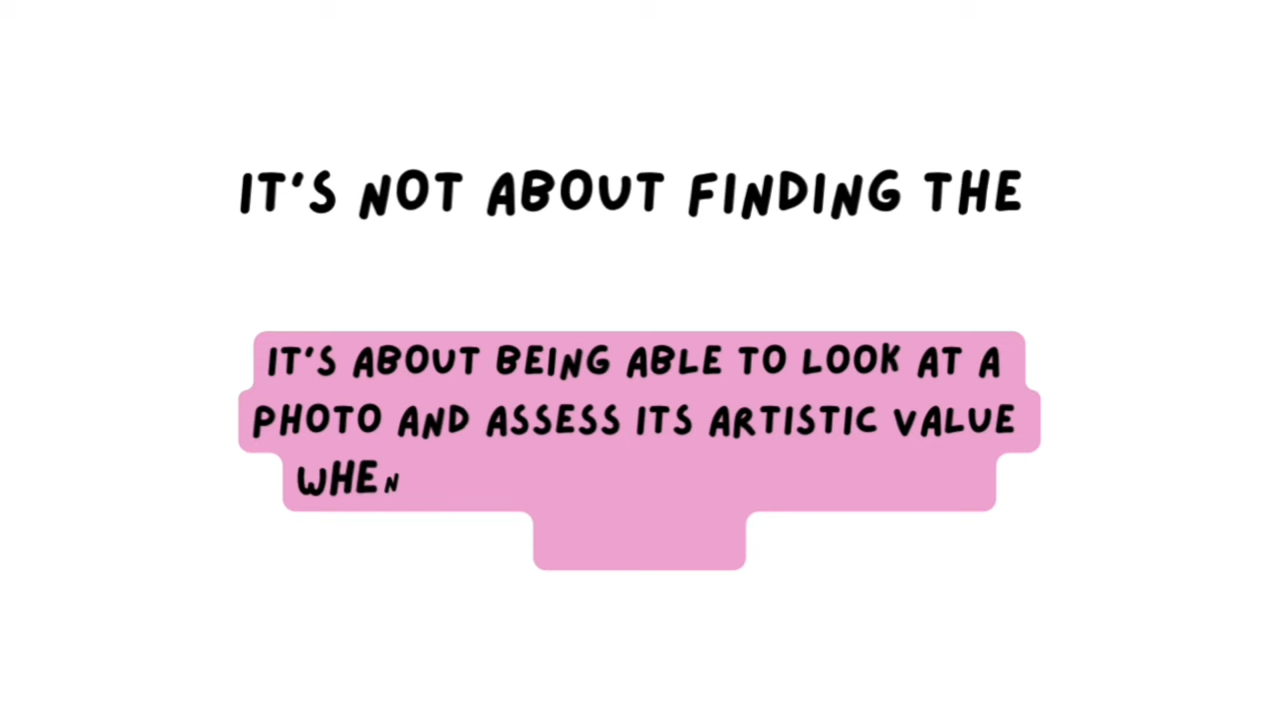 IT'S NOT ABOUT FINDING THE
IT'S ABOUT BEING ABLE TO LOOK AT A
PHOTO AND ASSESS ITS ARTISTIC VALUE
WHEN